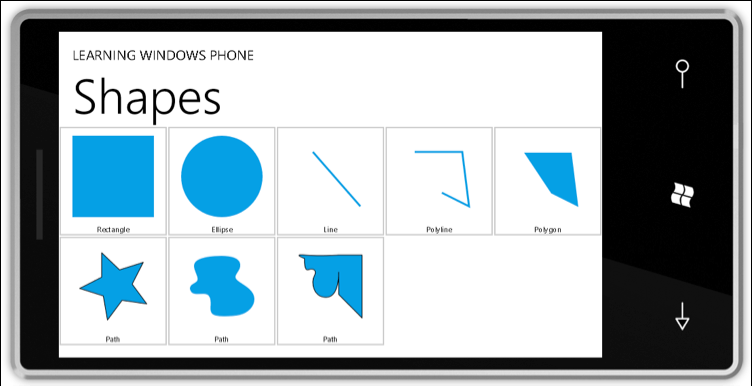 LEARNING WINDOWS PHONE
Shapes
Rectangle
Ellipse
Line
Polyline
Polygon
Path
Path
Path